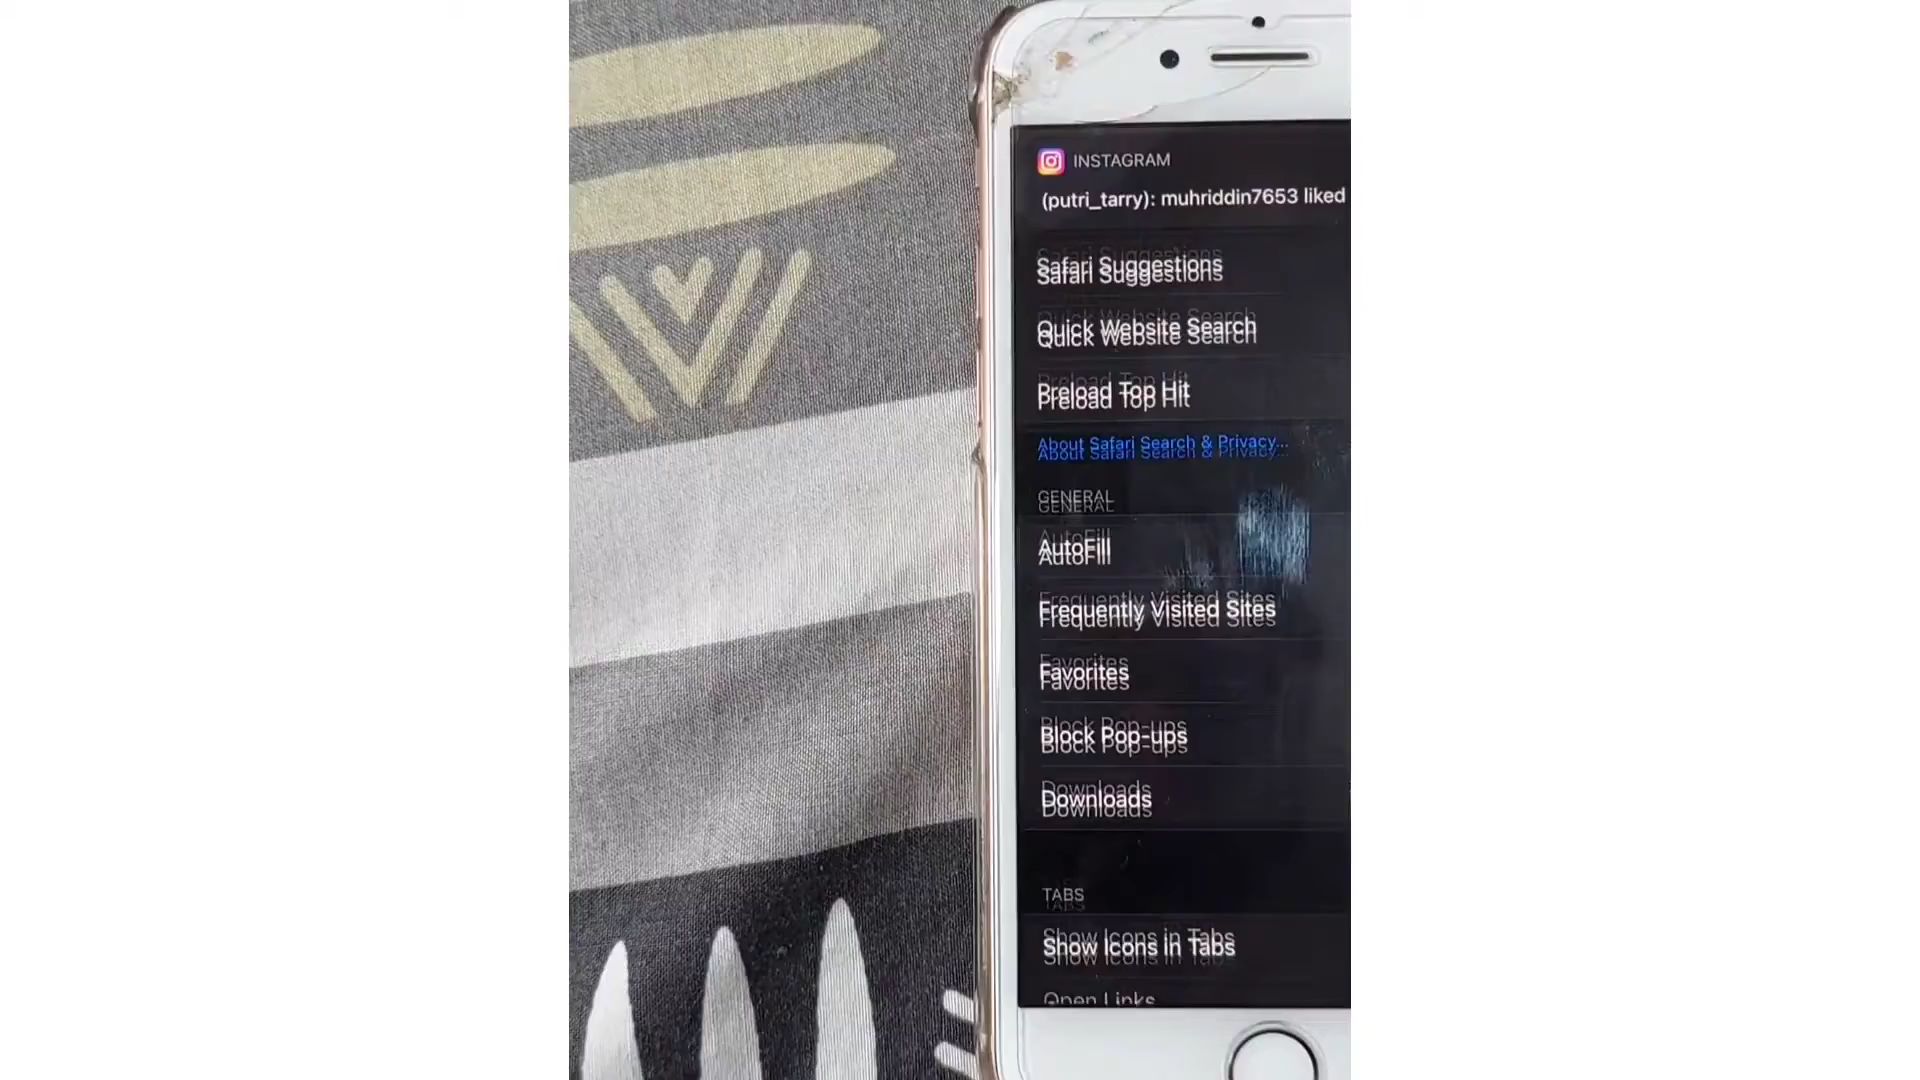 INSTAGRAM
(putri_tarry): muhriddin7653 liked
Safari Suggestions
Quick Website Search
Preload Top Hit
About Safari Search & Privacy...
GENERAL
AutoFill
Frequently Visited Sites
Favorites
Block Pop-ups
Downloads
TABS
Show Icons in Tabs
Open Links